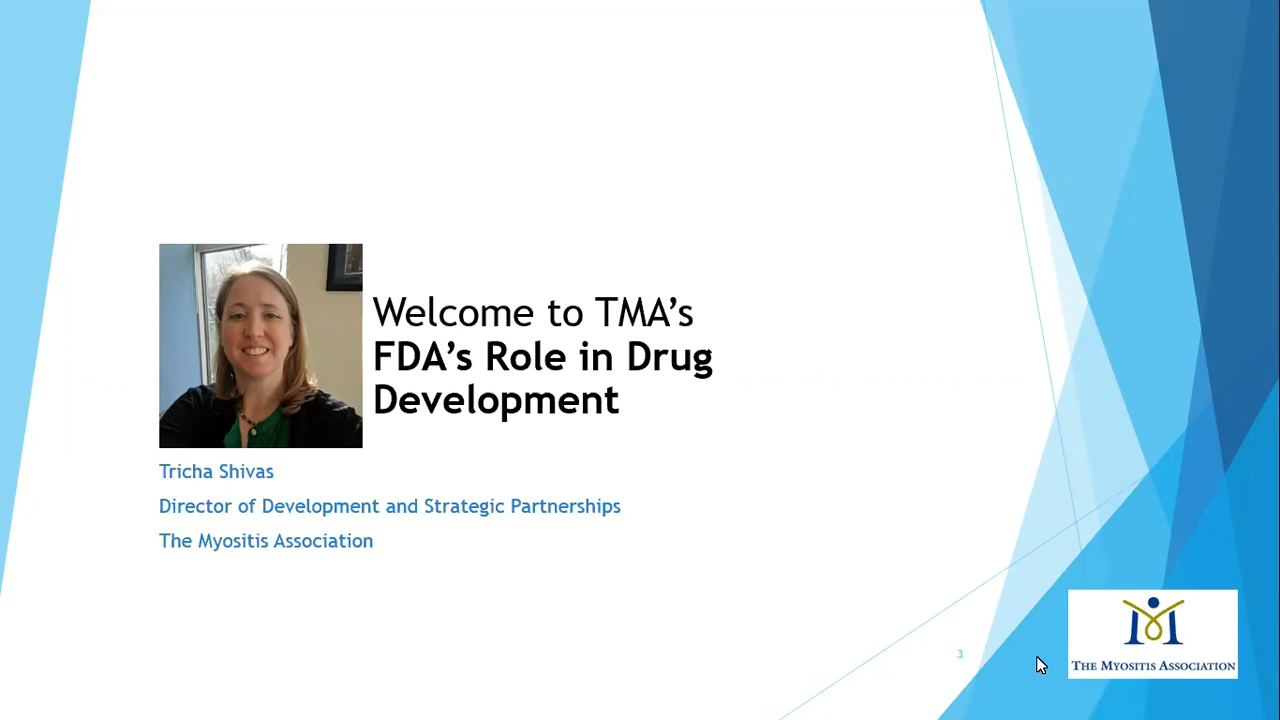 Welcome to TMA's
FDA's Role in Drug
Development
Tricha Shivas
Director of Development and Strategic Partnerships
The Myositis Association
3
THE MYOSITIS ASSOCIATION